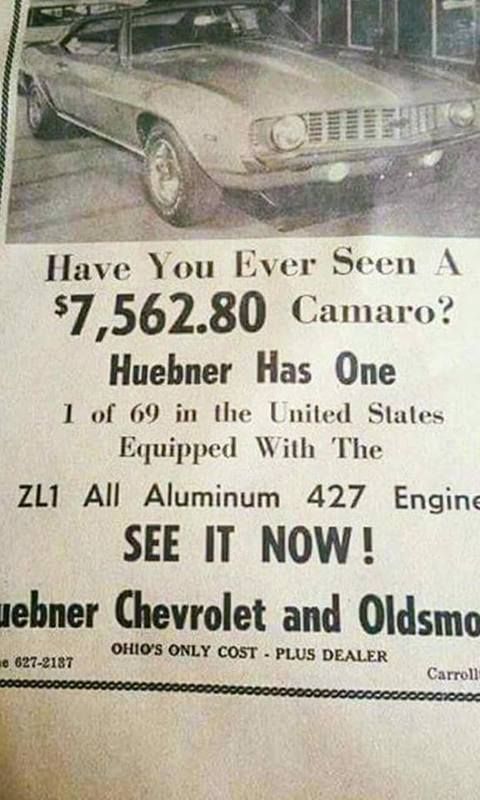 Have You Ever Seen A
$7,562.80 Camaro?
Huebner Has One
1 of 69 in the United States
Equipped With The
ZL1 All Aluminum 427 Engine
SEE IT NOW!
uebner Chevrolet and Oldsmo
OHIO'S ONLY COST - PLUS DEALER
e 627-2187
Carroll